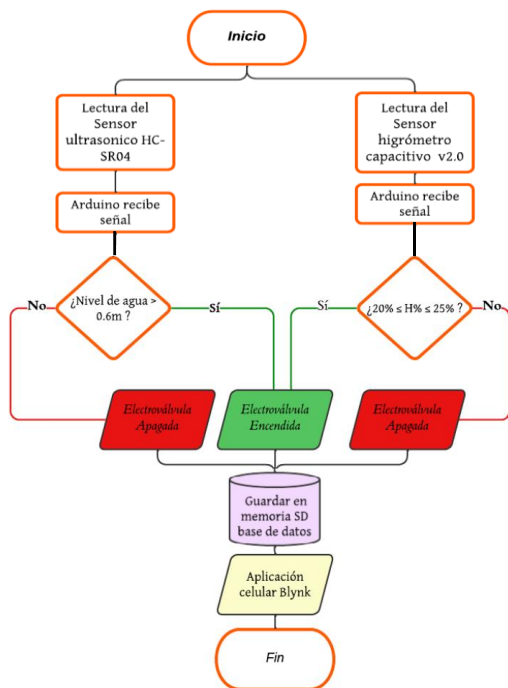 Inicio
Lectura del
Sensor
ultrasonico HC-
SR04
Lectura del
Sensor
higrómetro
capacitivo v2.0
Arduino recibe
señal
Arduino recibe
señal
No
¿Nivel de agua >
0.6m ?
Sí
Sí
¿20% ≤ H% ≤ 25% ?
No
Electroválvula
Apagada
Electroválvula
Encendida
Electroválvula
Apagada
Guardar en
memoria SD
base de datos
Aplicación
celular Blynk
Fin